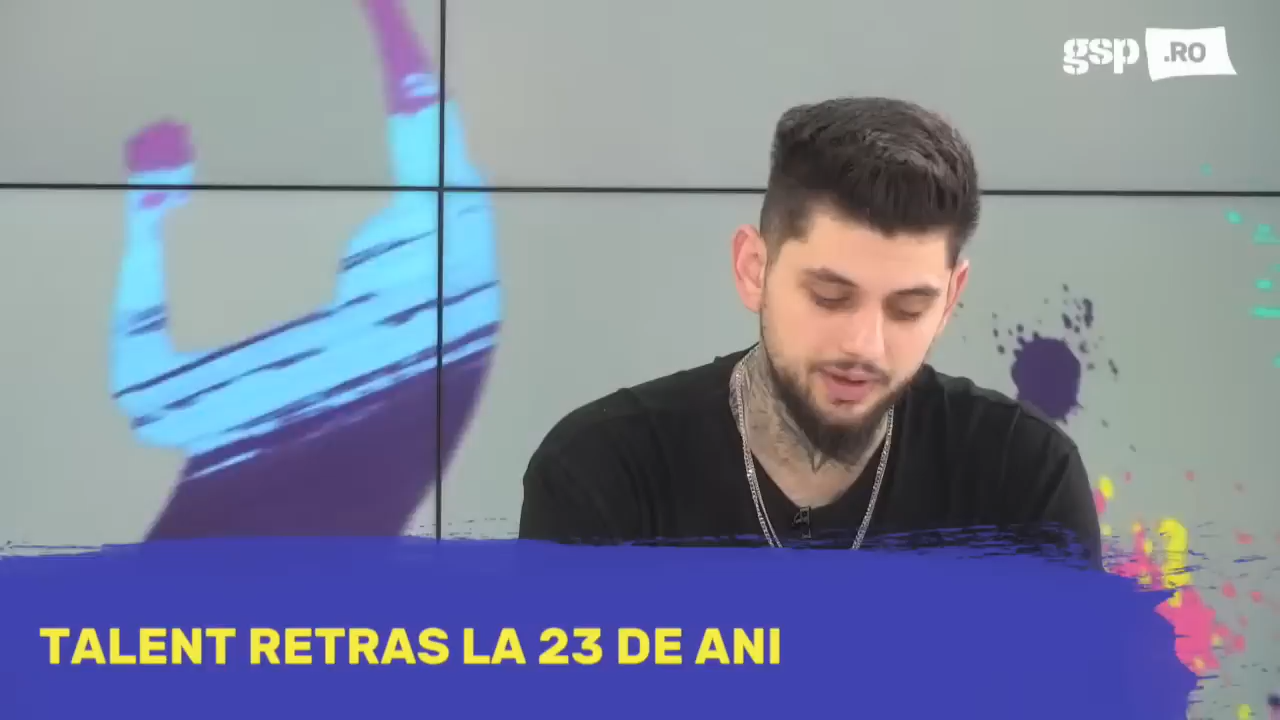 gsp .RO
TALENT RETRAS LA 23 DE ANI